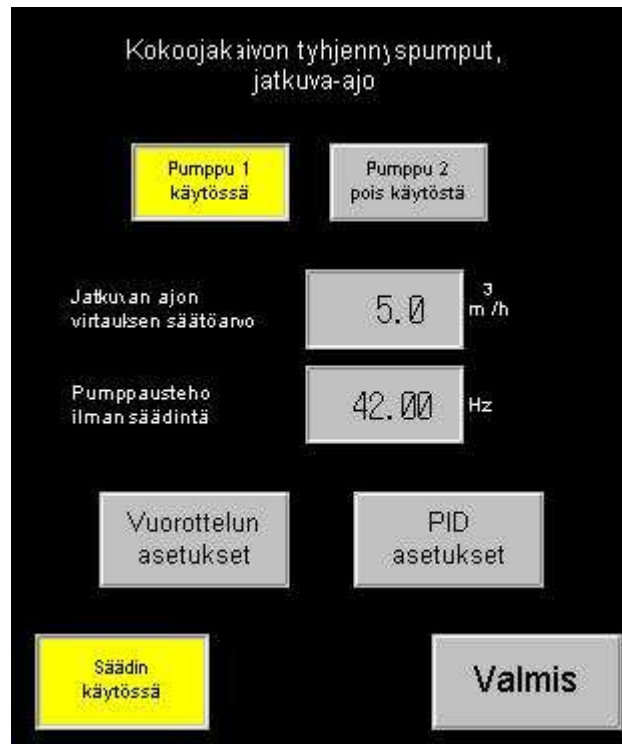 Kokoojakaivon tyhjennyspumput,
jatkuva-ajo
Pumppu 1
käytössä
Pumppu 2
pois käytöstä
Jatkuvan ajon
virtauksen säätöarvo
5.0
m³/h
Pumppausteho
ilman säädintä
42.00
Hz
Vuorottelun
asetukset
PID
asetukset
Säädin
käytössä
Valmis